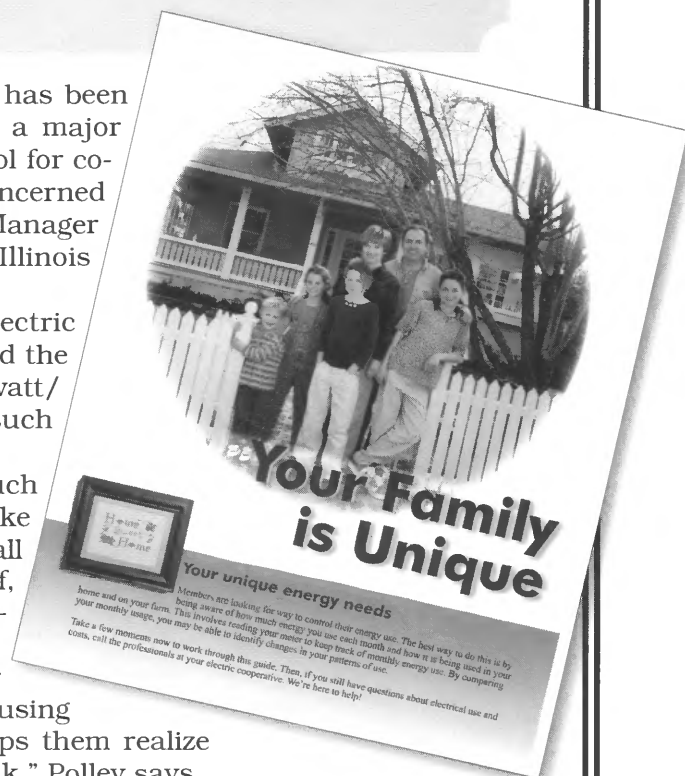 has been
a major
ol for co-
ncerned
Manager
Illinois
lectric
d the
watt/
such
uch
ke
all
f,
-
using
ps them realize
k," Polley says
Your Family
is Unique
Home
Sweet
Home
Your unique energy needs
Members are looking for way to control their energy use. The best way to do this is by
being aware of how much energy you use each month and how it is being used in your
home and on your farm. This involves reading your meter to keep track of monthly energy use. By comparing
your monthly usage, you may be able to identify changes in your patterns of use.
Take a few moments now to work through this guide. Then, if you still have questions about electrical use and
costs, call the professionals at your electric cooperative. We're here to help!